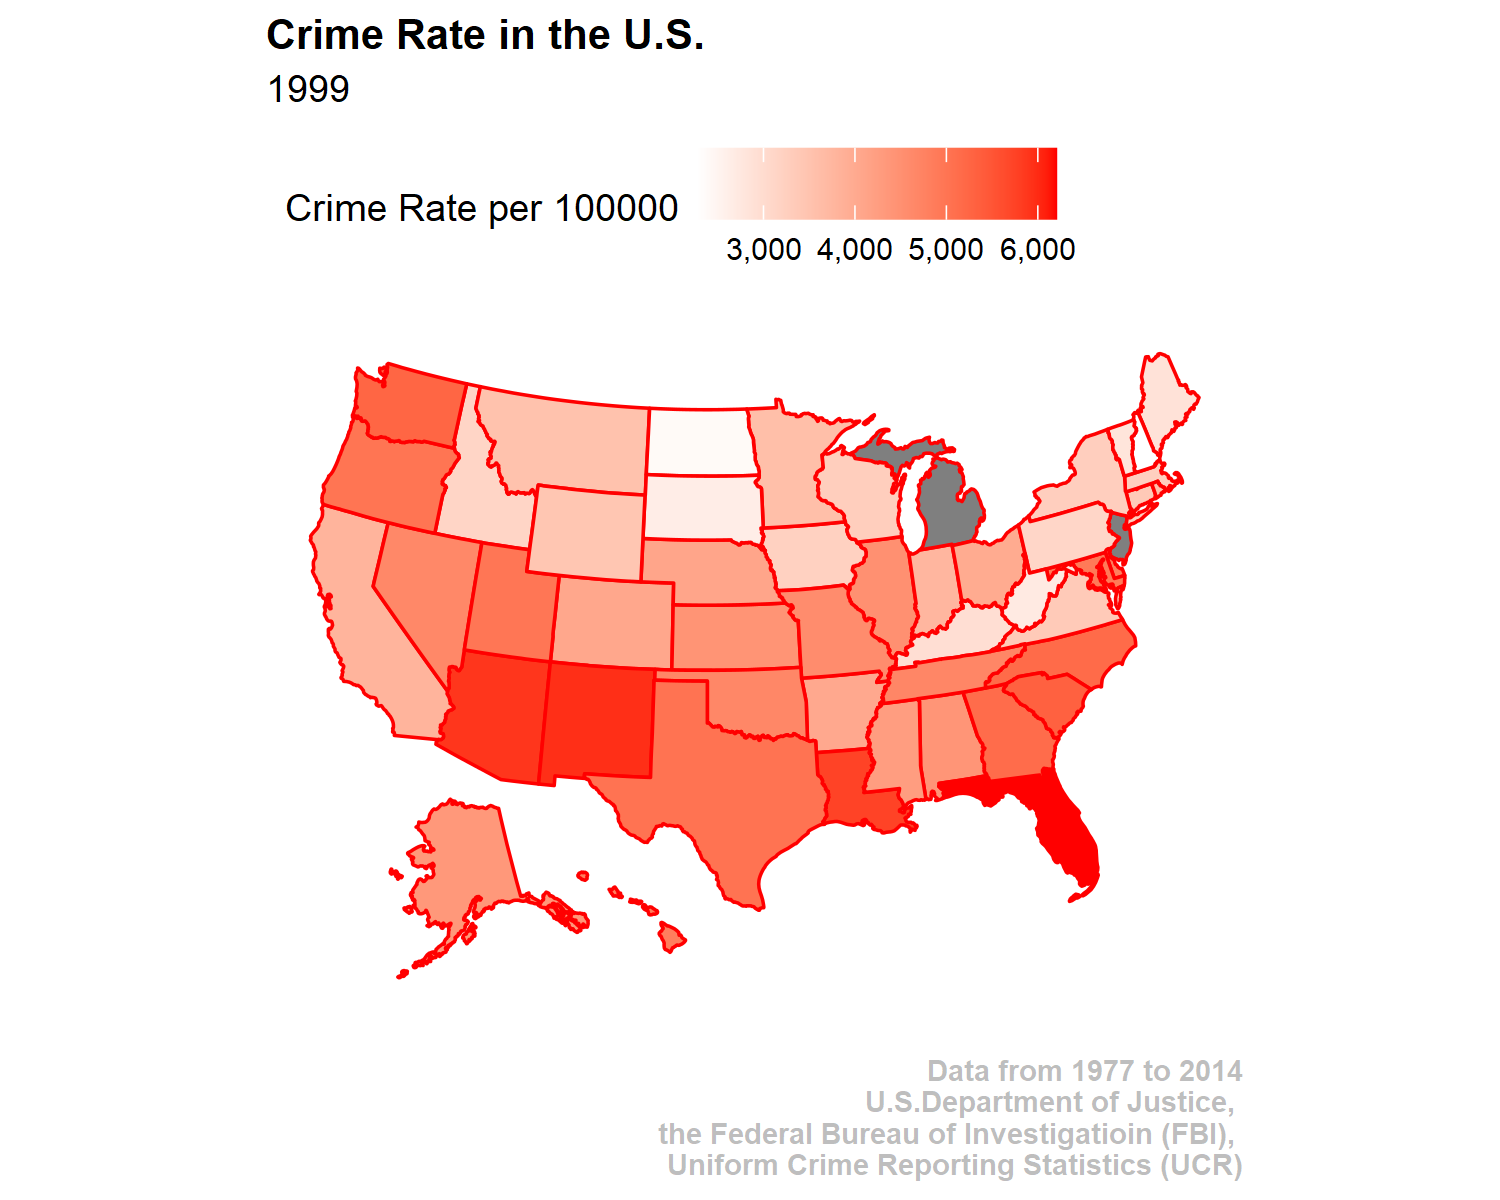 Crime Rate in the U.S.
1999
Crime Rate per 100000
3,000 4,000 5,000 6,000
Data from 1977 to 2014
U.S.Department of Justice,
the Federal Bureau of Investigatioin (FBI),
Uniform Crime Reporting Statistics (UCR)